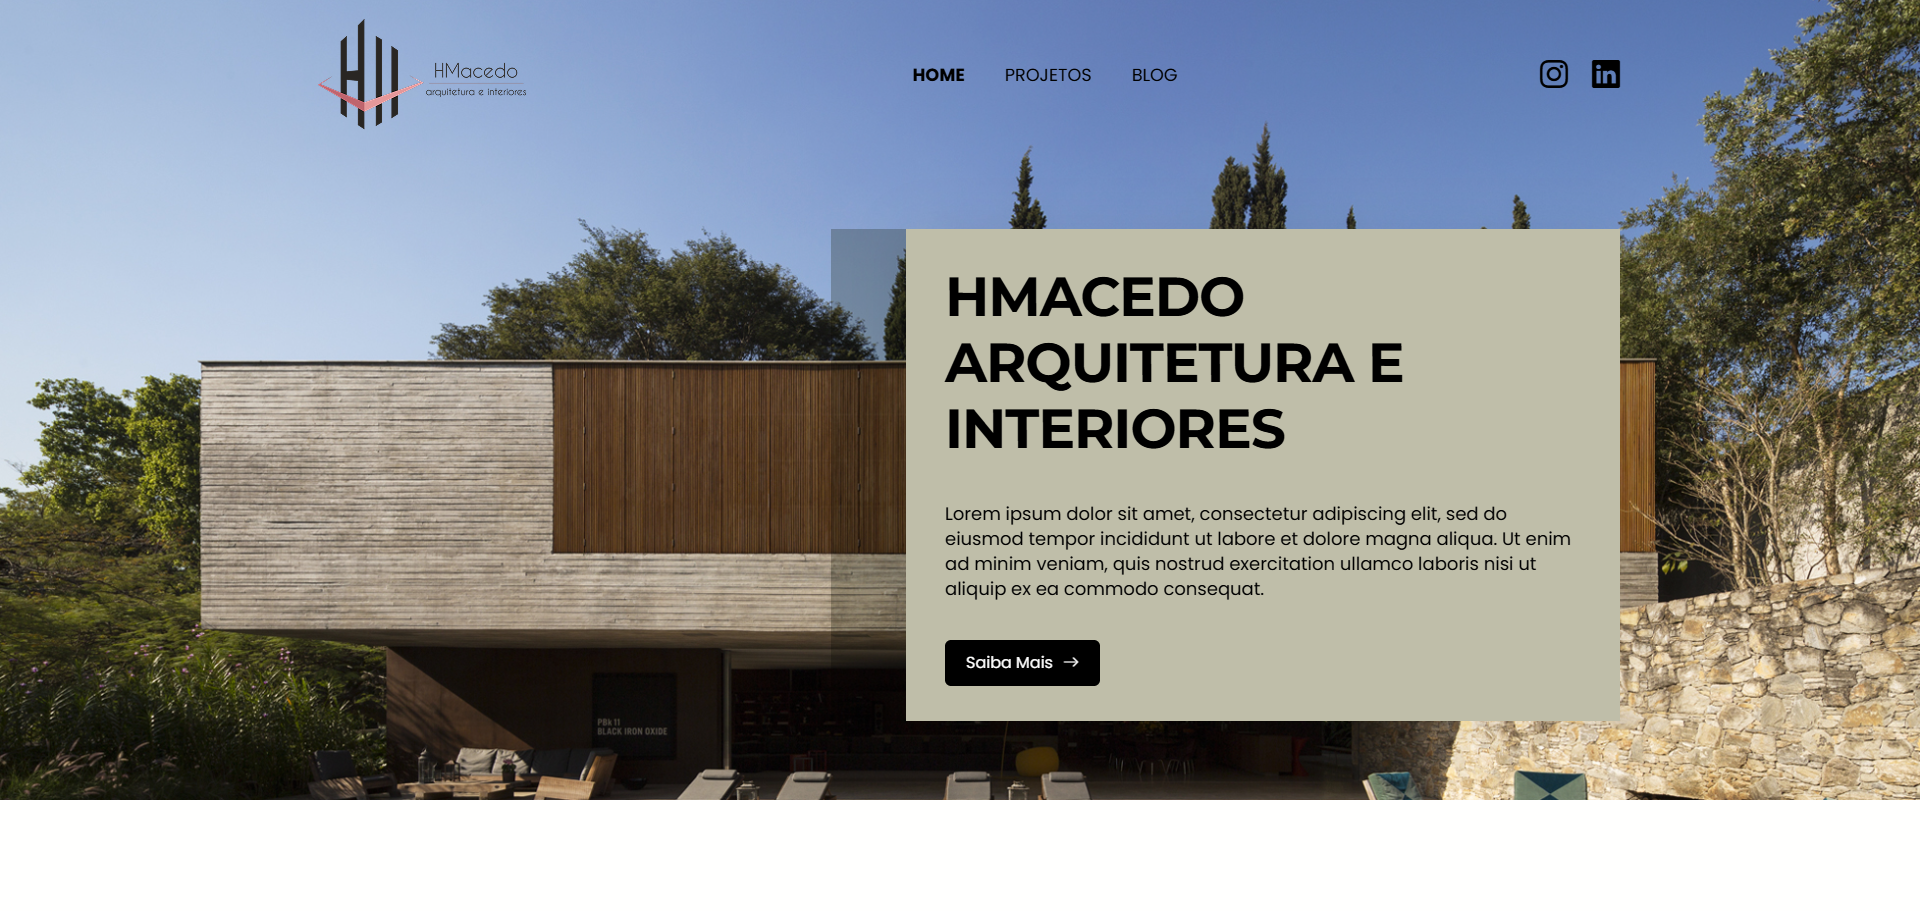 HMacedo
arquitetura e interiores
HOME PROJETOS BLOG
HMACEDO
ARQUITETURA E
INTERIORES
Lorem ipsum dolor sit amet, consectetur adipiscing elit, sed do
eiusmod tempor incididunt ut labore et dolore magna aliqua. Ut enim
ad minim veniam, quis nostrud exercitation ullamco laboris nisi ut
aliquip ex ea commodo consequat.
Saiba Mais →
PBk 11
BLACK IRON OXIDE